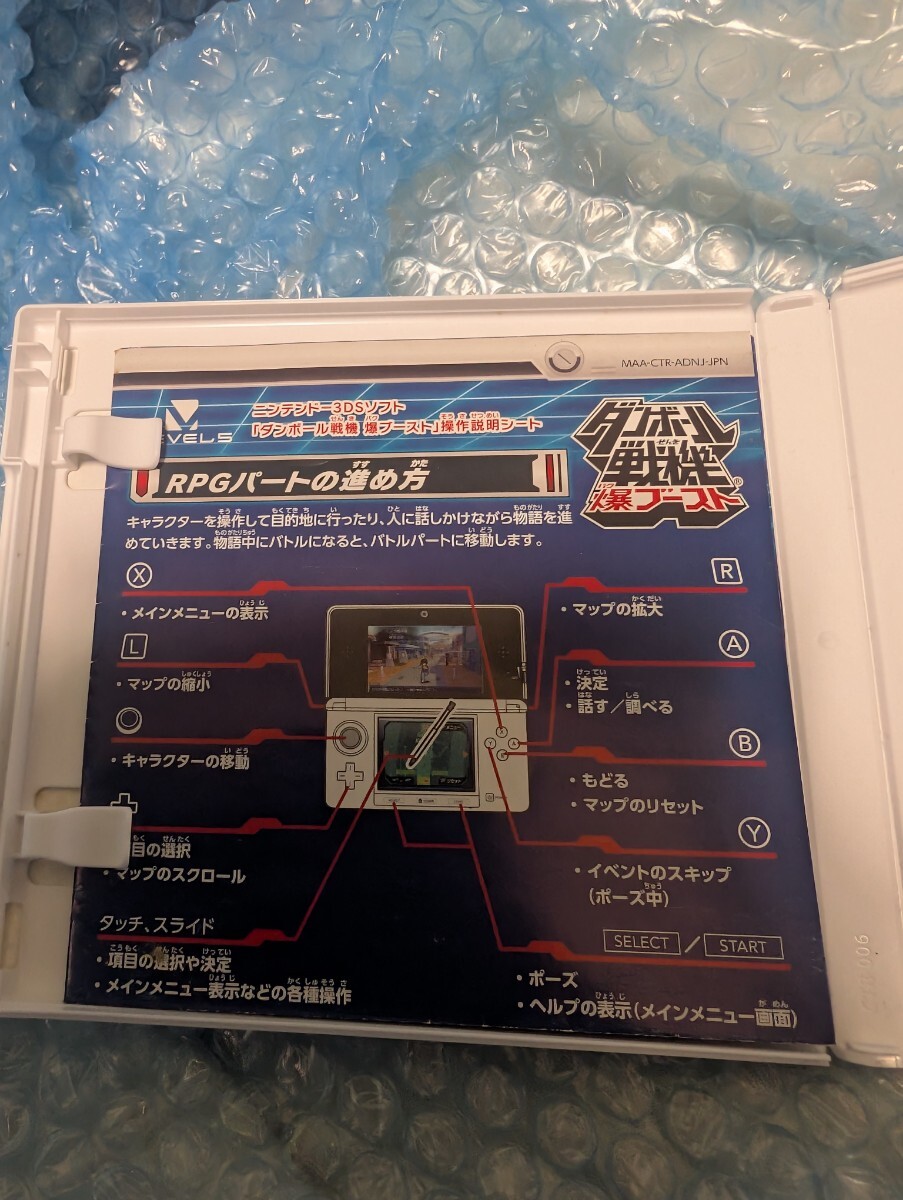 MAA-CTR-ADNJ-JPN
ニンテンドー3DSソフト
「ダンボール戦機 爆ブースト」操作説明シート
ダンボール
戦機
爆ブースト®
RPGパートの進め方
キャラクターを操作して目的地に行ったり、人に話しかけながら物語を進
めていきます。物語中にバトルになると、バトルパートに移動します。
X
・メインメニューの表示
L
・マップの縮小
・キャラクターの移動
目の選択
・マップのスクロール
タッチ、スライド
・項目の選択や決定
・メインメニュー表示などの各種操作
R
・マップの拡大
A
・決定
・話す／調べる
B
・もどる
・マップのリセット
Y
・イベントのスキップ
(ポーズ中)
SELECT / START
・ポーズ
・ヘルプの表示(メインメニュー画面)